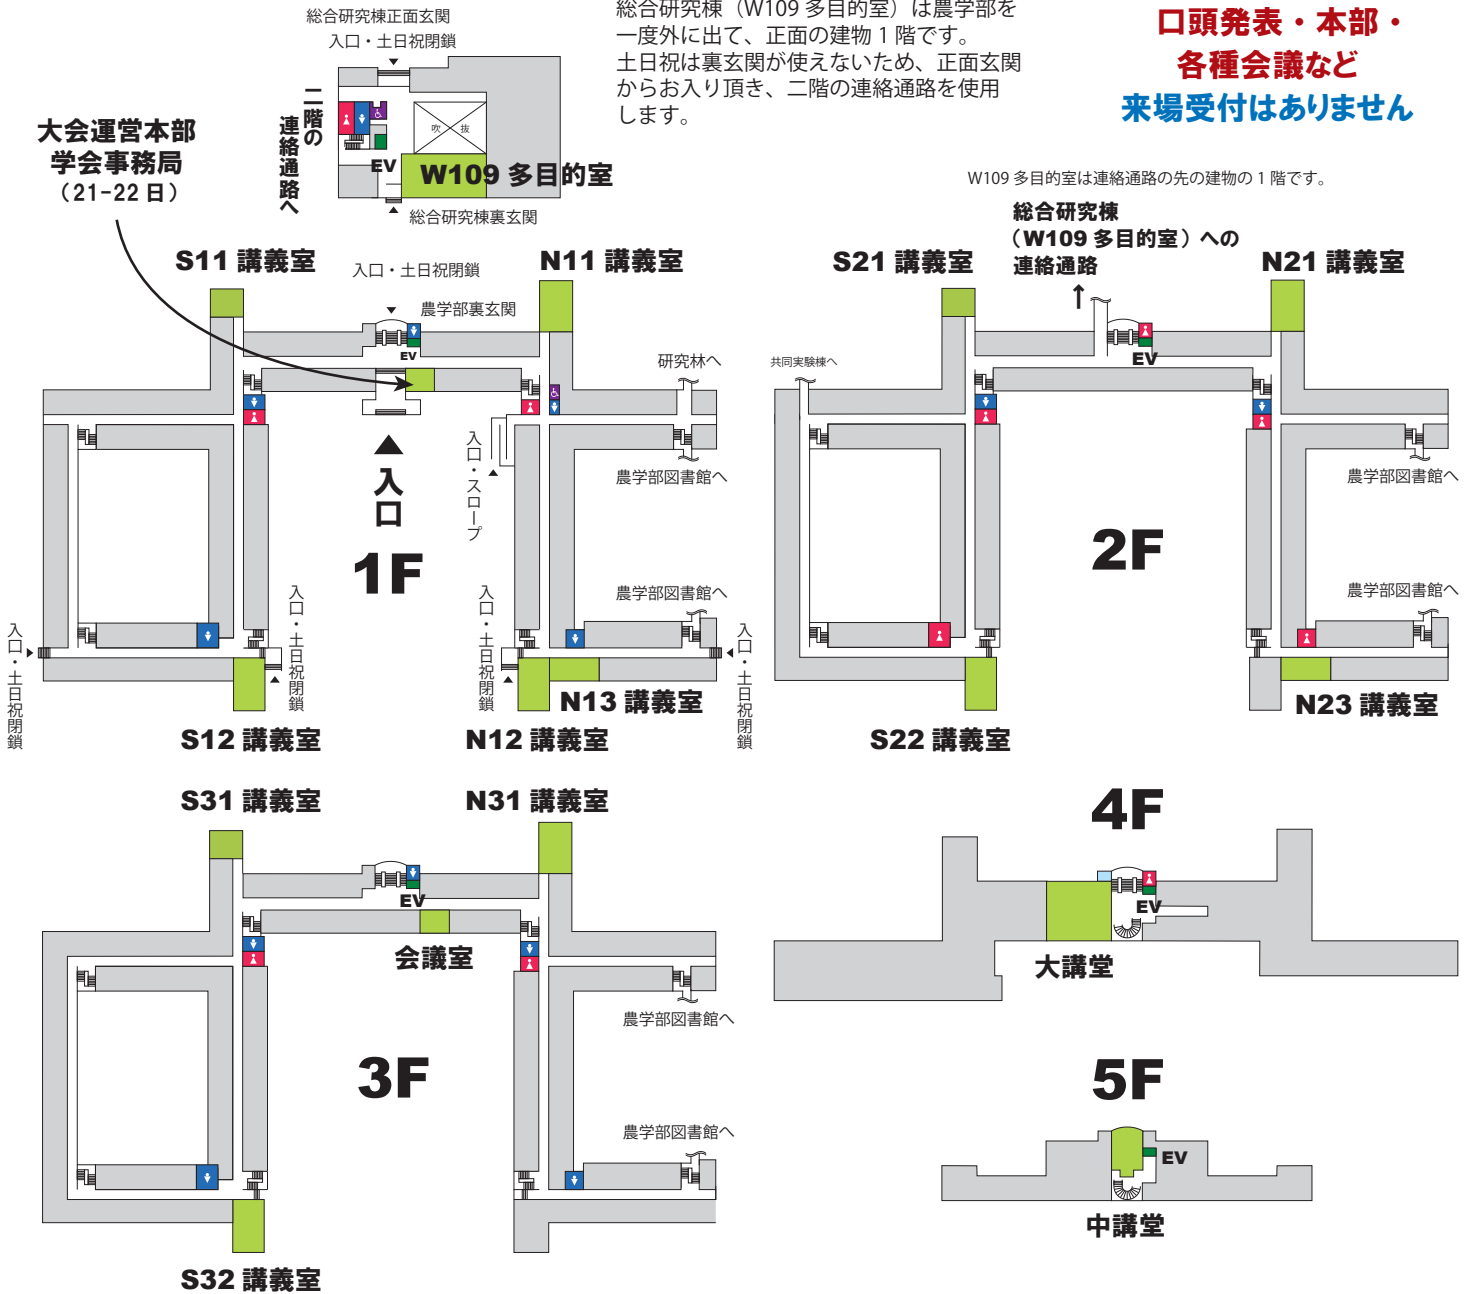 総合研究棟正面玄関
入口・土日祝閉鎖
総合研究棟（W109 多目的室）は農学部を
一度外に出て、正面の建物 1 階です。
土日祝は裏玄関が使えないため、正面玄関
からお入り頂き、二階の連絡通路を使用
します。
口頭発表・本部・
各種会議など
来場受付はありません
二階の
連絡通路へ
吹 抜
EV
W109 多目的室
総合研究棟裏玄関
大会運営本部
学会事務局
（21-22 日）
W109 多目的室は連絡通路の先の建物の 1 階です。
総合研究棟
（W109 多目的室）への
連絡通路
↑
S11 講義室
入口・土日祝閉鎖
農学部裏玄関
N11 講義室
EV
研究林へ
入口
入口・スロープ
農学部図書館へ
1F
農学部図書館へ
入口・土日祝閉鎖
入口・土日祝閉鎖
入口・土日祝閉鎖
入口・土日祝閉鎖
N13 講義室
S12 講義室
N12 講義室
S21 講義室
N21 講義室
EV
共同実験棟へ
農学部図書館へ
2F
農学部図書館へ
N23 講義室
S22 講義室
S31 講義室
N31 講義室
EV
会議室
農学部図書館へ
3F
農学部図書館へ
S32 講義室
4F
EV
大講堂
5F
EV
中講堂